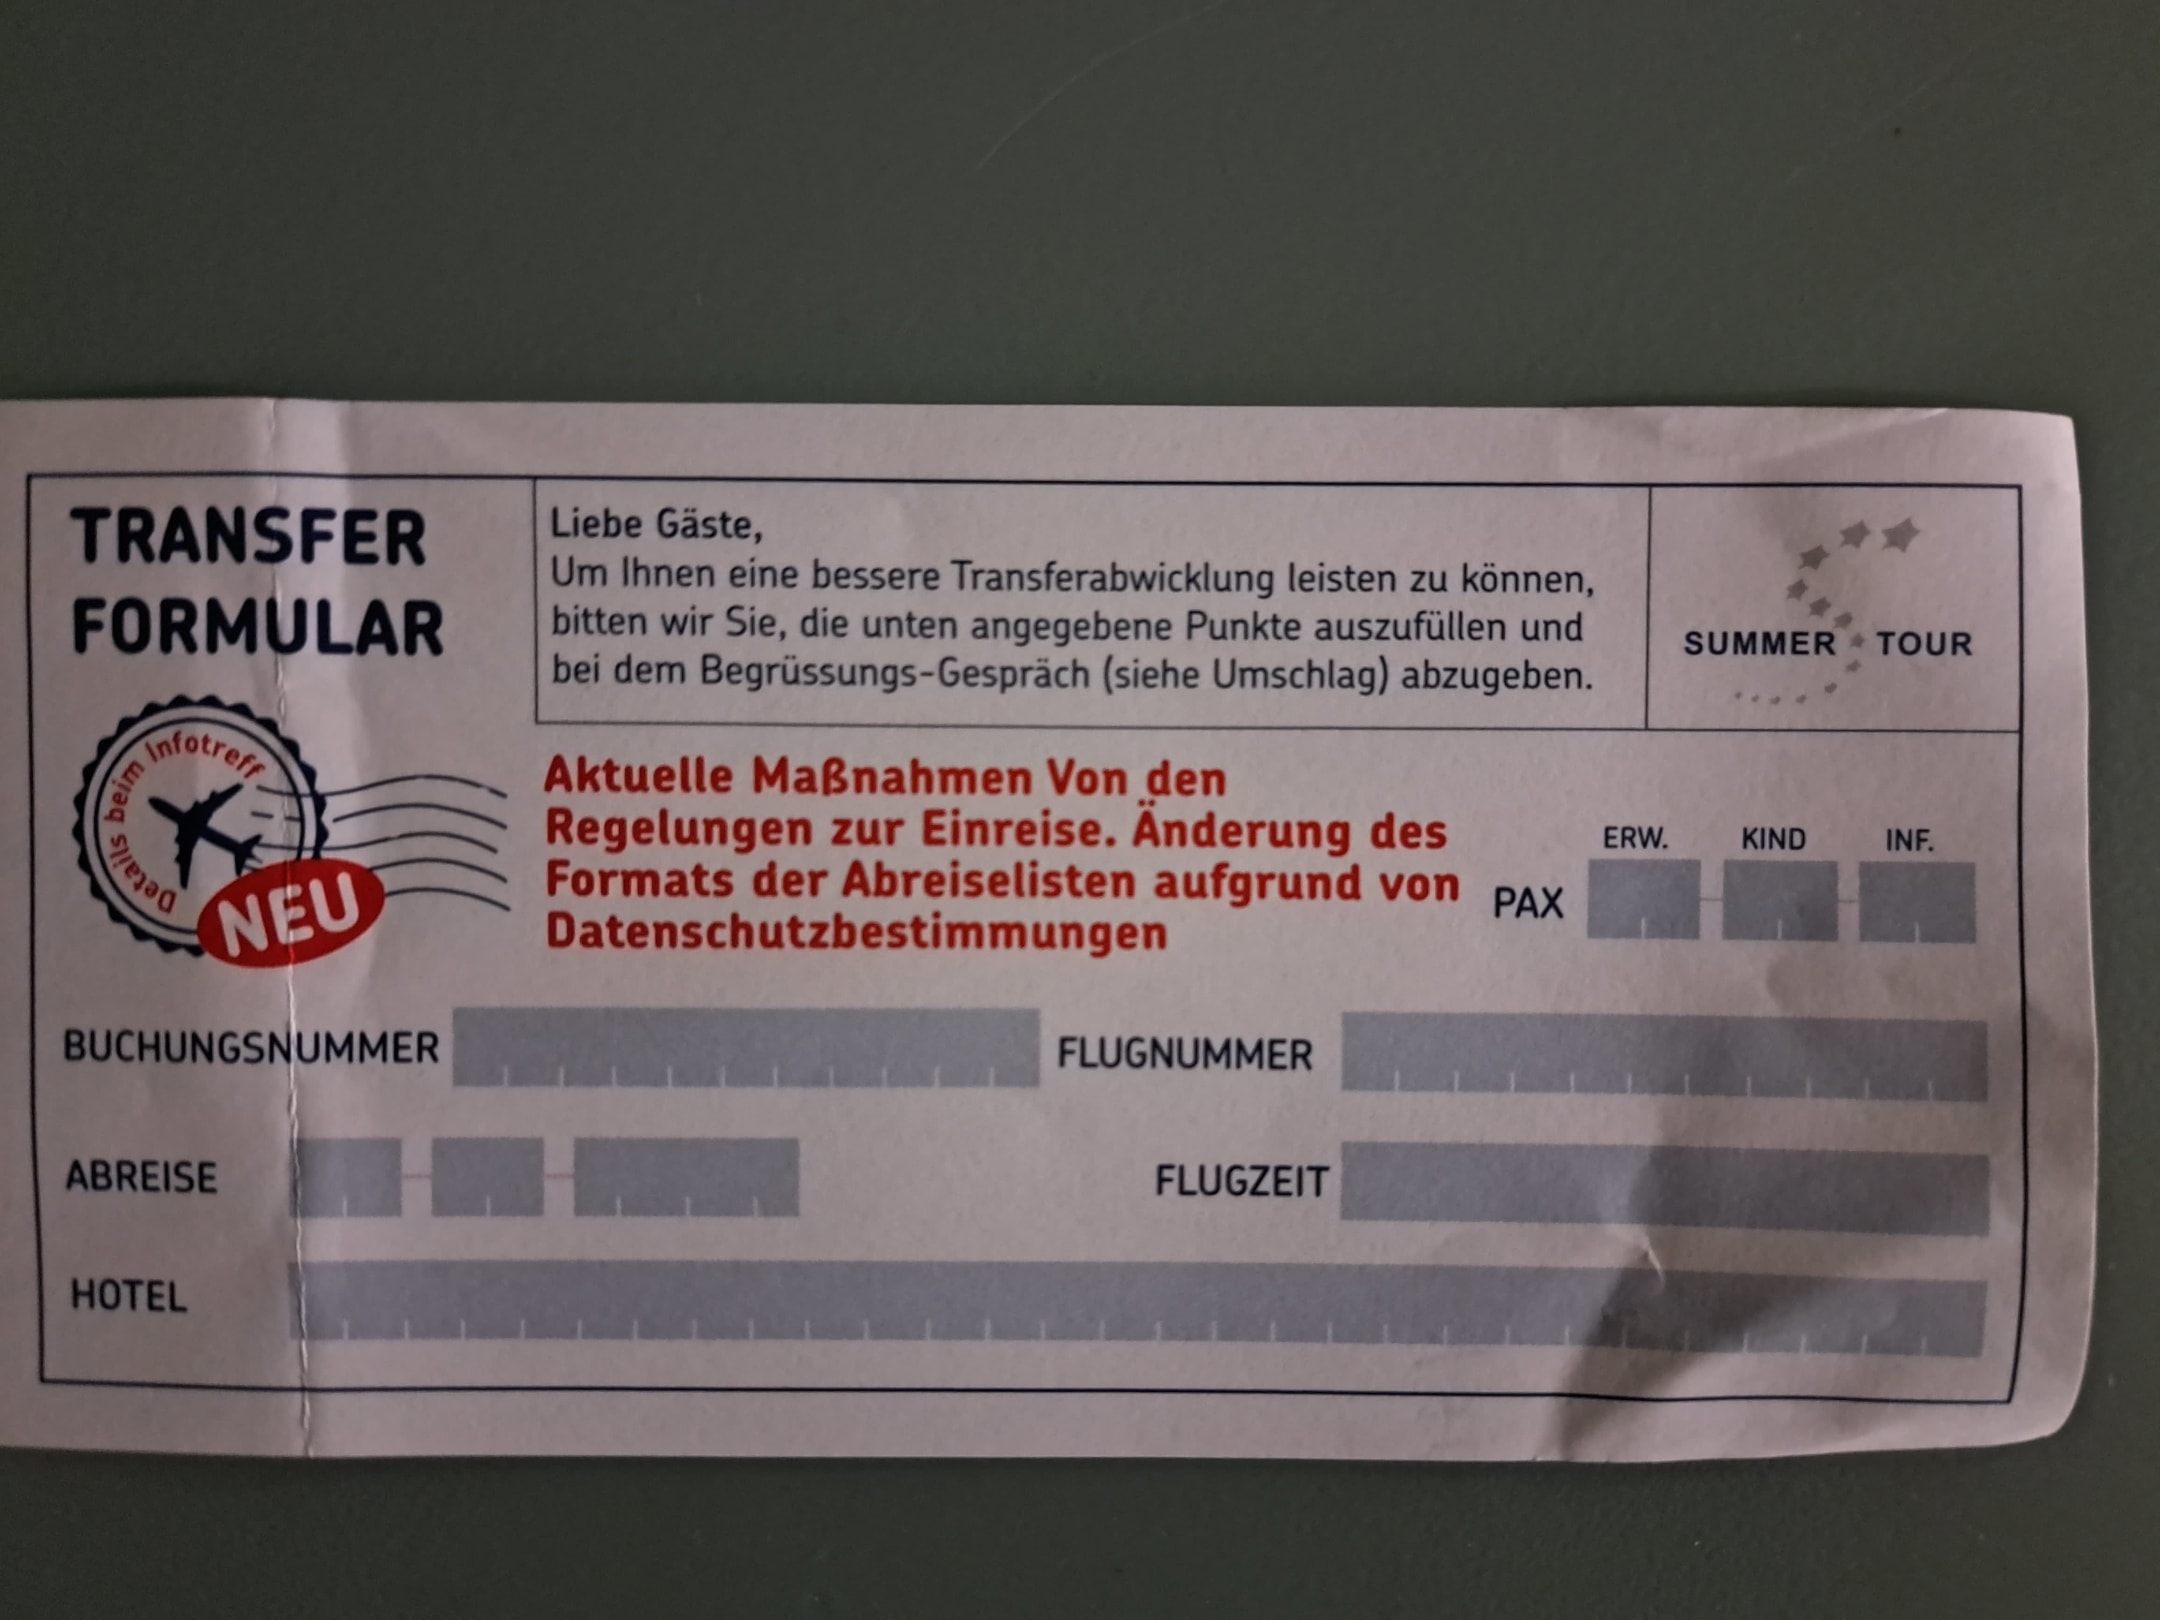 TRANSFER
FORMULAR
Liebe Gäste,
Um Ihnen eine bessere Transferabwicklung leisten zu können,
bitten wir Sie, die unten angegebene Punkte auszufüllen und
bei dem Begrüssungs-Gespräch (siehe Umschlag) abzugeben.
SUMMER TOUR
Details beim Infotreff
NEU
Aktuelle Maßnahmen Von den
Regelungen zur Einreise. Änderung des
Formats der Abreiselisten aufgrund von
Datenschutzbestimmungen
ERW. KIND INF.
PAX
BUCHUNGSNUMMER FLUGNUMMER
ABREISE FLUGZEIT
HOTEL